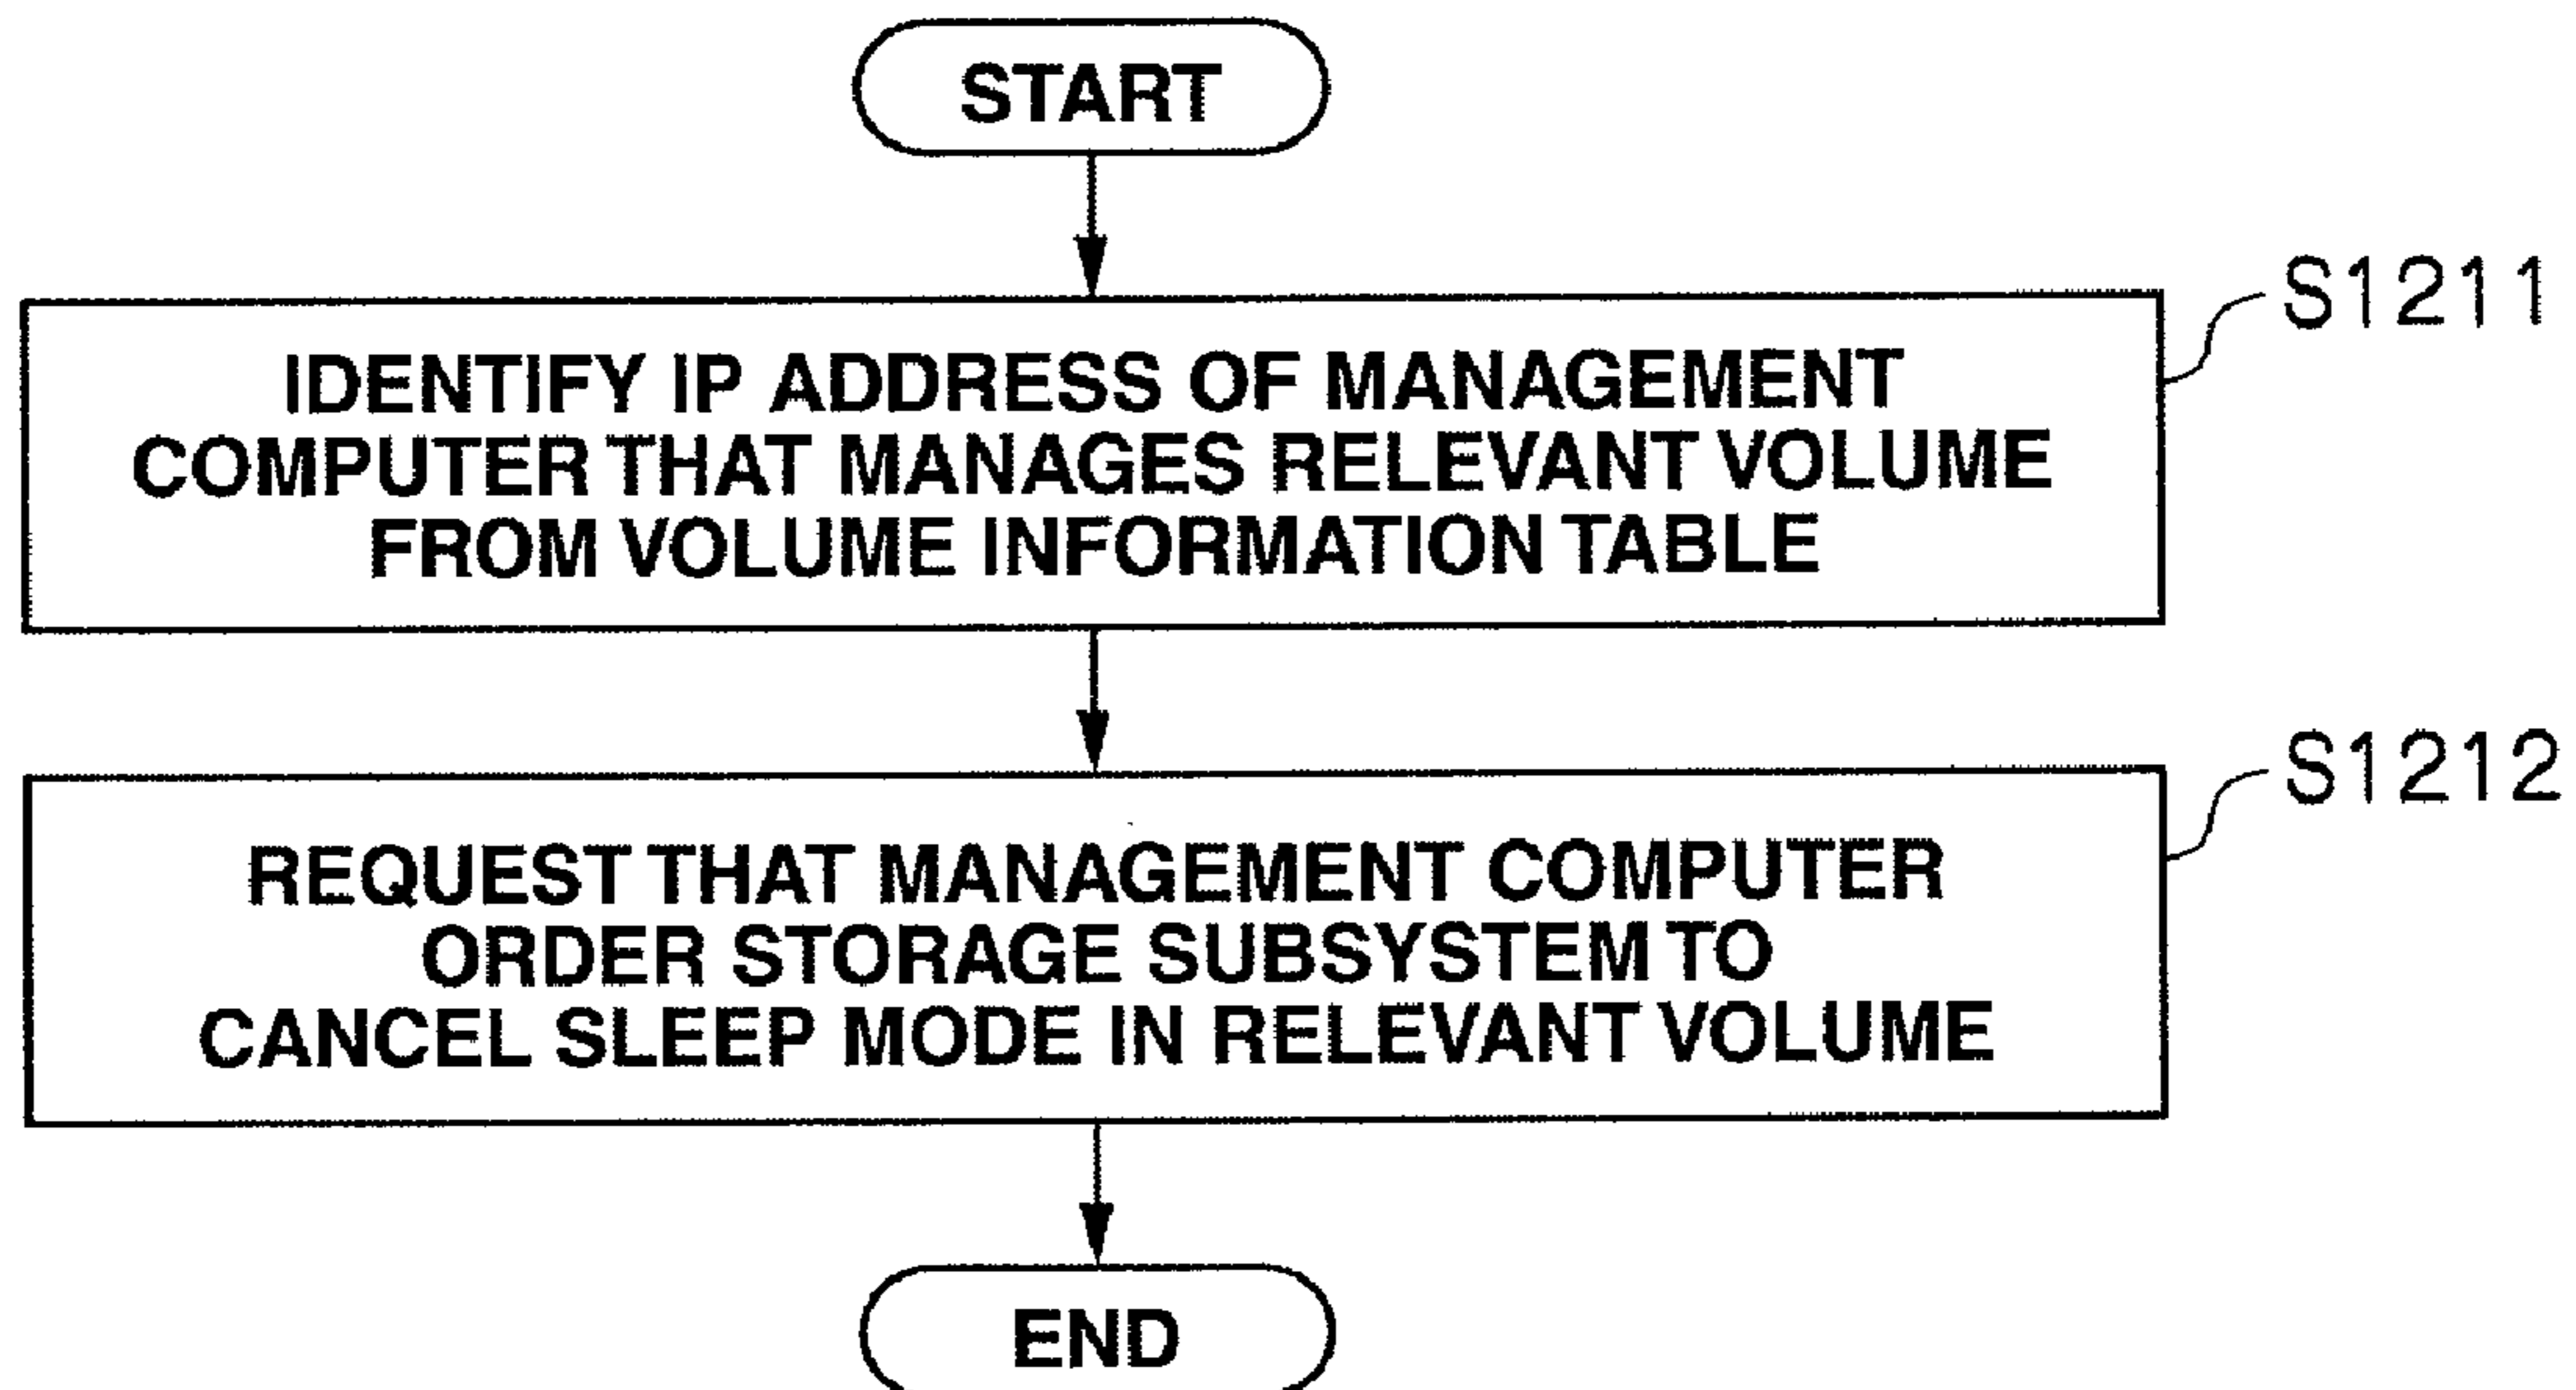 START
S1211
IDENTIFY IP ADDRESS OF MANAGEMENT
COMPUTER THAT MANAGES RELEVANT VOLUME
FROM VOLUME INFORMATION TABLE
S1212
REQUEST THAT MANAGEMENT COMPUTER
ORDER STORAGE SUBSYSTEM TO
CANCEL SLEEP MODE IN RELEVANT VOLUME
END